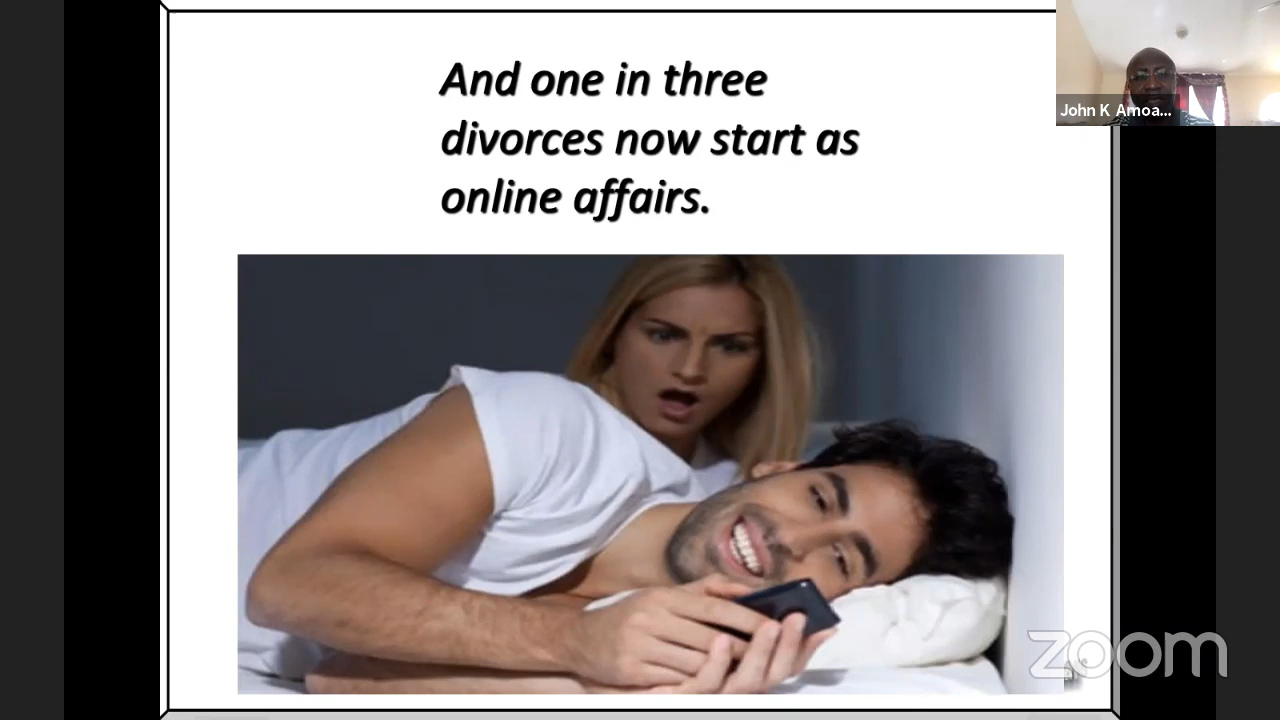 And one in three
divorces now start as
online affairs.
John K Amoa...
zoom